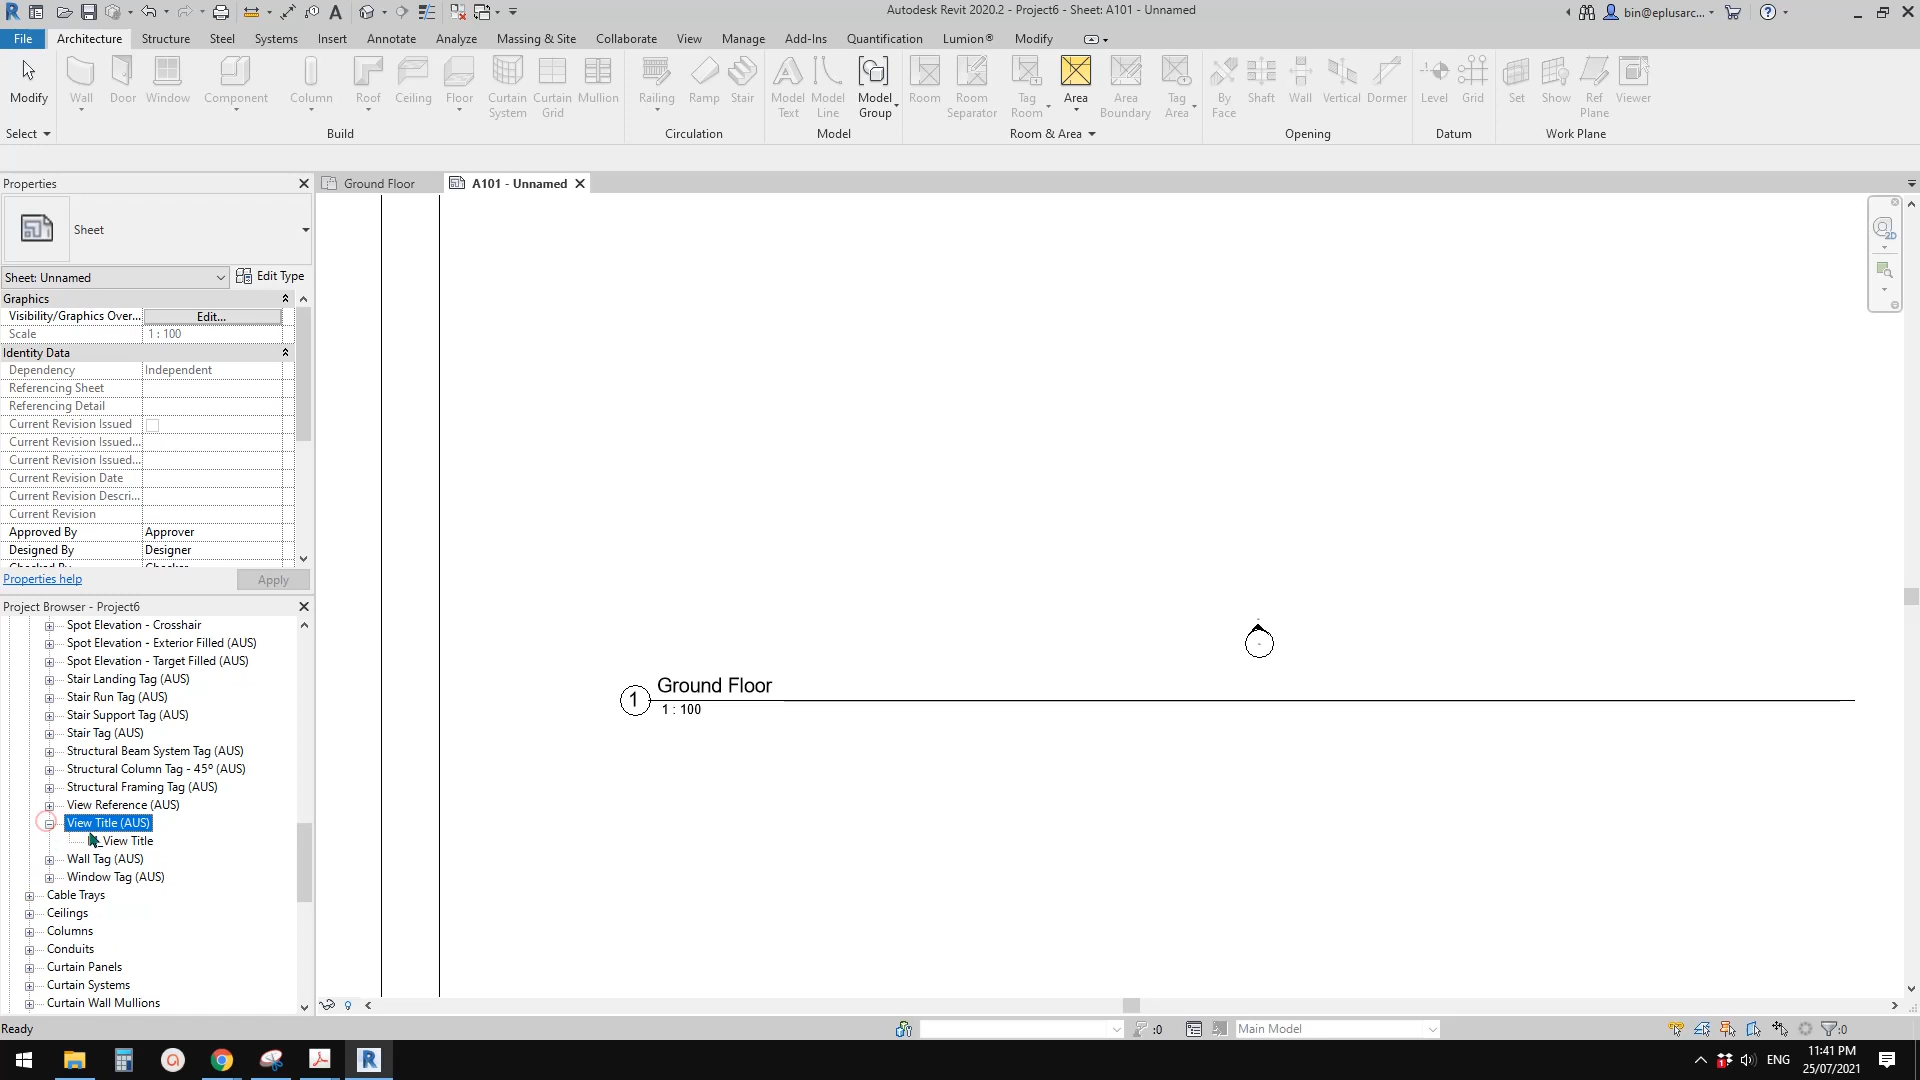 Autodesk Revit 2020.2 - Project6 - Sheet: A101 - Unnamed
bin@eplusarc...
File Architecture Structure Steel Systems Insert Annotate Analyze Massing & Site Collaborate View Manage Add-Ins Quantification Lumion® Modify
Modify Wall Door Window Component Column Roof Ceiling Floor Curtain System Curtain Grid Mullion Railing Ramp Stair Model Text Model Line Model Group Room Room Separator Tag Room Area Area Boundary Tag Area By Face Shaft Wall Vertical Dormer Level Grid Set Show Ref Plane Viewer
Select Build Circulation Model Room & Area Opening Datum Work Plane
Properties
Ground Floor
A101 - Unnamed
Sheet
Sheet: Unnamed
Edit Type
Graphics
Visibility/Graphics Over... Edit...
Scale 1 : 100
Identity Data
Dependency Independent
Referencing Sheet
Referencing Detail
Current Revision Issued
Current Revision Issued...
Current Revision Issued...
Current Revision Date
Current Revision Descri...
Current Revision
Approved By Approver
Designed By Designer
Checked By Checker
Properties help
Apply
Project Browser - Project6
Spot Elevation - Crosshair
Spot Elevation - Exterior Filled (AUS)
Spot Elevation - Target Filled (AUS)
Stair Landing Tag (AUS)
Stair Run Tag (AUS)
Stair Support Tag (AUS)
Stair Tag (AUS)
Structural Beam System Tag (AUS)
Structural Column Tag - 45º (AUS)
Structural Framing Tag (AUS)
View Reference (AUS)
View Title (AUS)
_View Title
Wall Tag (AUS)
Window Tag (AUS)
Cable Trays
Ceilings
Columns
Conduits
Curtain Panels
Curtain Systems
Curtain Wall Mullions
2D
1 Ground Floor
1 : 100
Ready
:0
Main Model
:0
ENG
11:41 PM
25/07/2021